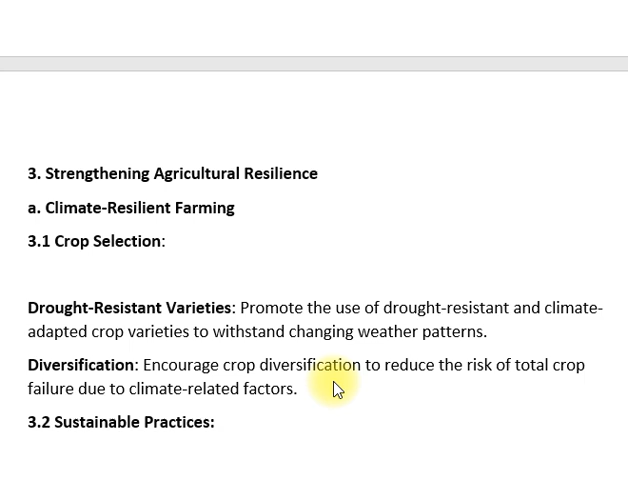 3. Strengthening Agricultural Resilience
a. Climate-Resilient Farming
3.1 Crop Selection:
Drought-Resistant Varieties: Promote the use of drought-resistant and climate-
adapted crop varieties to withstand changing weather patterns.
Diversification: Encourage crop diversification to reduce the risk of total crop
failure due to climate-related factors.
3.2 Sustainable Practices: